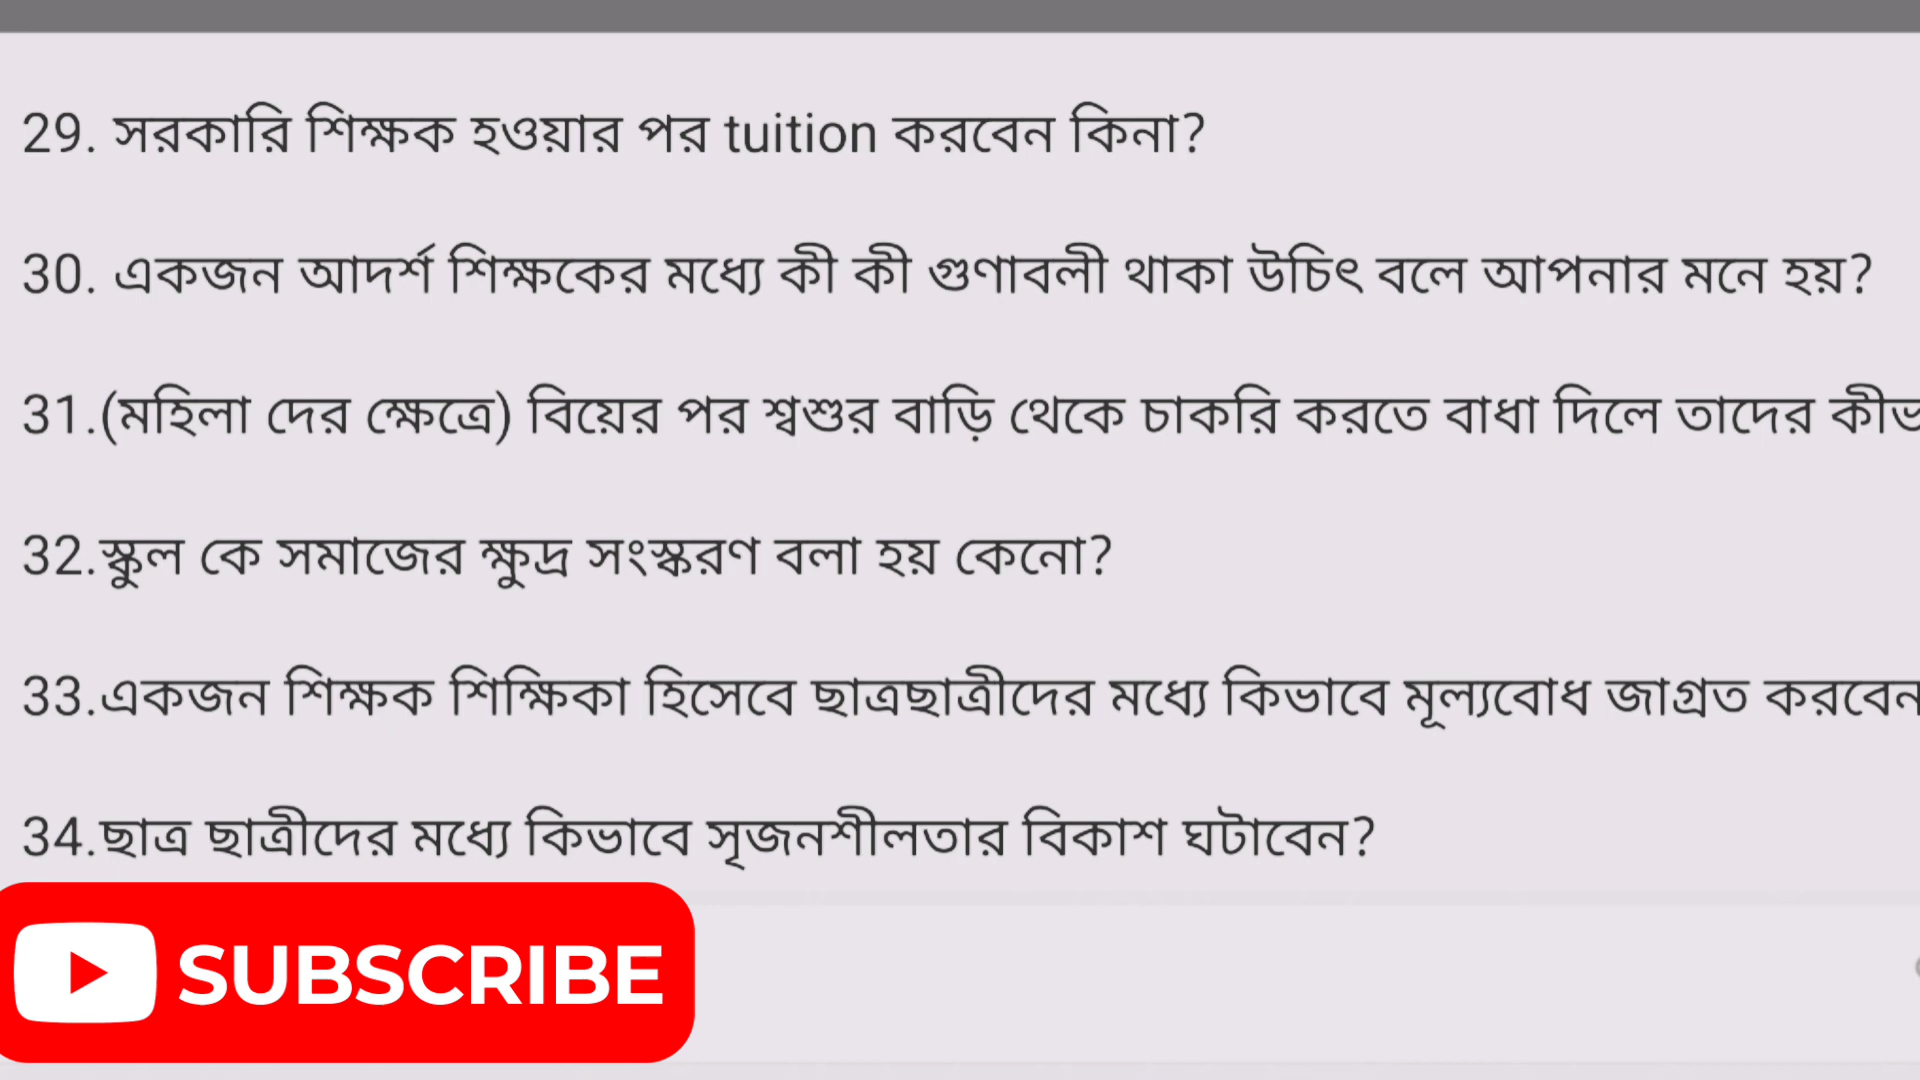 29. সরকারি শিক্ষক হওয়ার পর tuition করবেন কিনা?
30. একজন আদর্শ শিক্ষকের মধ্যে কী কী গুণাবলী থাকা উচিৎ বলে আপনার মনে হয়?
31.(মহিলা দের ক্ষেত্রে) বিয়ের পর শ্বশুর বাড়ি থেকে চাকরি করতে বাধা দিলে তাদের
32.স্কুল কে সমাজের ক্ষুদ্র সংস্করণ বলা হয় কেনো?
33.একজন শিক্ষক শিক্ষিকা হিসেবে ছাত্রছাত্রীদের মধ্যে কিভাবে মূল্যবোধ জাগ্রত করবেন
34.ছাত্র ছাত্রীদের মধ্যে কিভাবে সৃজনশীলতার বিকাশ ঘটাবেন?
SUBSCRIBE